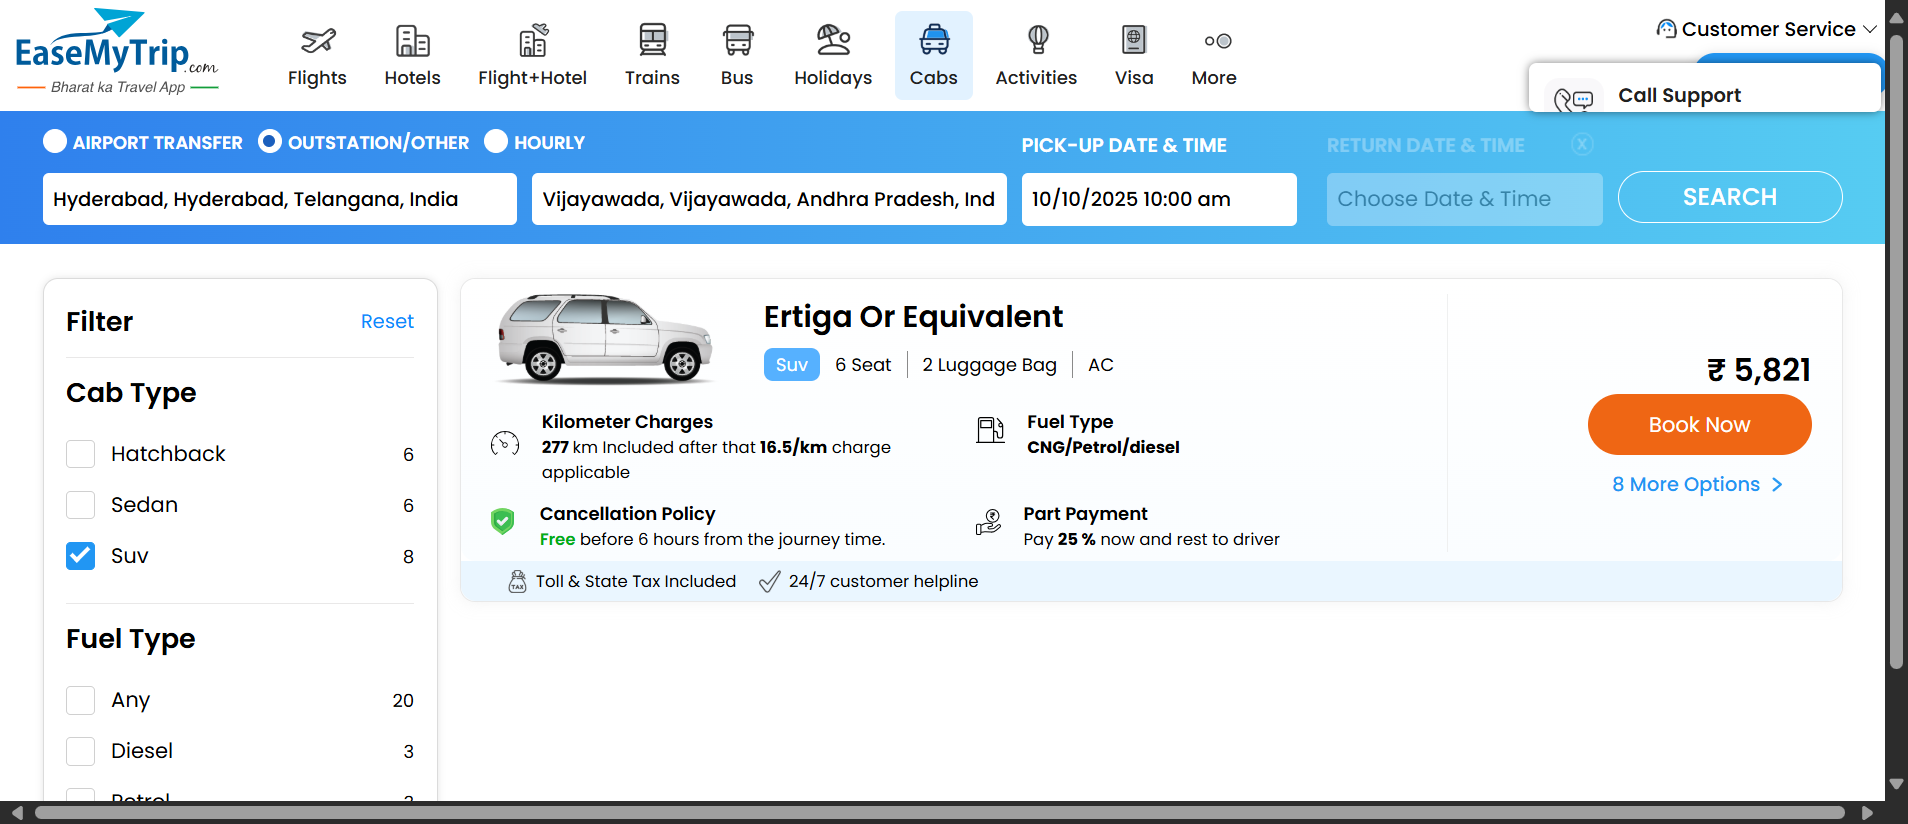 EaseMyTrip.com
Bharat ka Travel App
Flights
Hotels
Flight+Hotel
Trains
Bus
Holidays
Cabs
Activities
Visa
More
Customer Service
Call Support
AIRPORT TRANSFER
OUTSTATION/OTHER
HOURLY
PICK-UP DATE & TIME
RETURN DATE & TIME
X
Hyderabad, Hyderabad, Telangana, India
Vijayawada, Vijayawada, Andhra Pradesh, Ind
10/10/2025 10:00 am
Choose Date & Time
SEARCH
Filter
Reset
Cab Type
Hatchback 6
Sedan 6
Suv 8
Fuel Type
Any 20
Diesel 3
Ertiga Or Equivalent
Suv 6 Seat 2 Luggage Bag AC
Kilometer Charges
277 km Included after that 16.5/km charge
applicable
Fuel Type
CNG/Petrol/diesel
Cancellation Policy
Free before 6 hours from the journey time.
Part Payment
Pay 25 % now and rest to driver
TAX
Toll & State Tax Included
24/7 customer helpline
₹ 5,821
Book Now
8 More Options